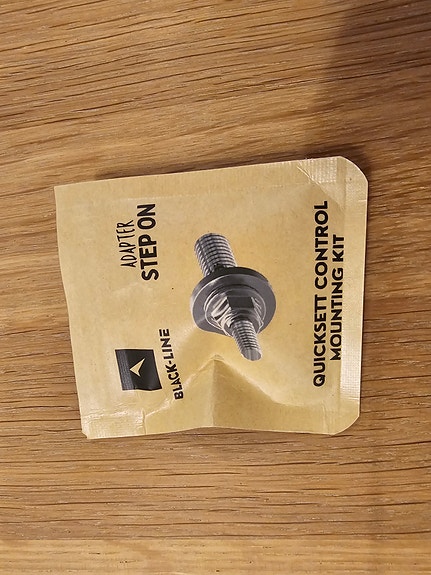 BLACK-LINE
ADAPTER
STEP ON
QUICKSETT CONTROL
MOUNTING KIT